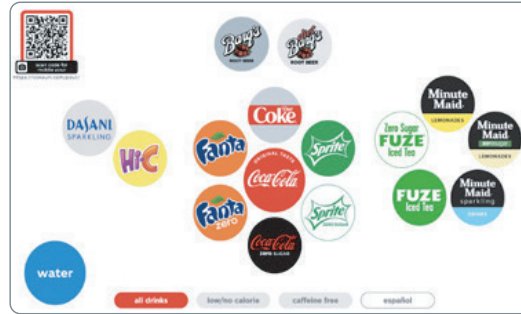 scan code for
mobile pour
Barq's
ROOT BEER
diet
Barq's
ROOT BEER
DASANI
SPARKLING
Hi-C
Diet
Coke
Fanta
Sprite
ORIGINAL TASTE
Coca-Cola
Fanta
zero
Sprite
Coca-Cola
ZERO SUGAR
Zero Sugar
FUZE
Iced Tea
FUZE
Iced Tea
Minute
Maid
LEMONADES
Minute
Maid
LEMONADES
Minute
Maid
sparkling
water
all drinks
low/no calorie
caffeine free
español